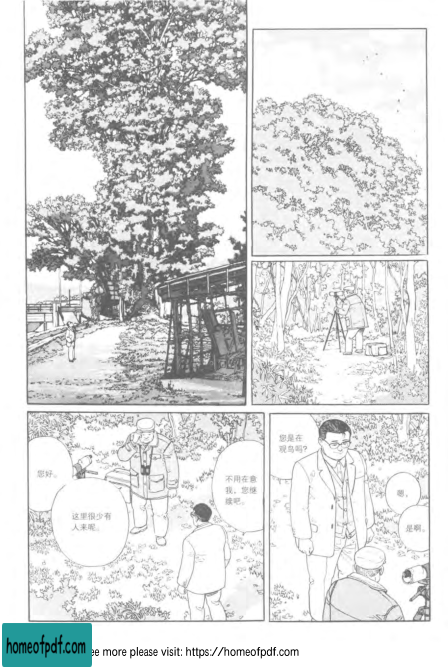 您好。
这里很少有
人来呢。
不用在意
我，您继
续吧。
您是在
观鸟吗？
嗯。
是啊。
homeofpdf.com
ee more please visit: https://homeofpdf.com